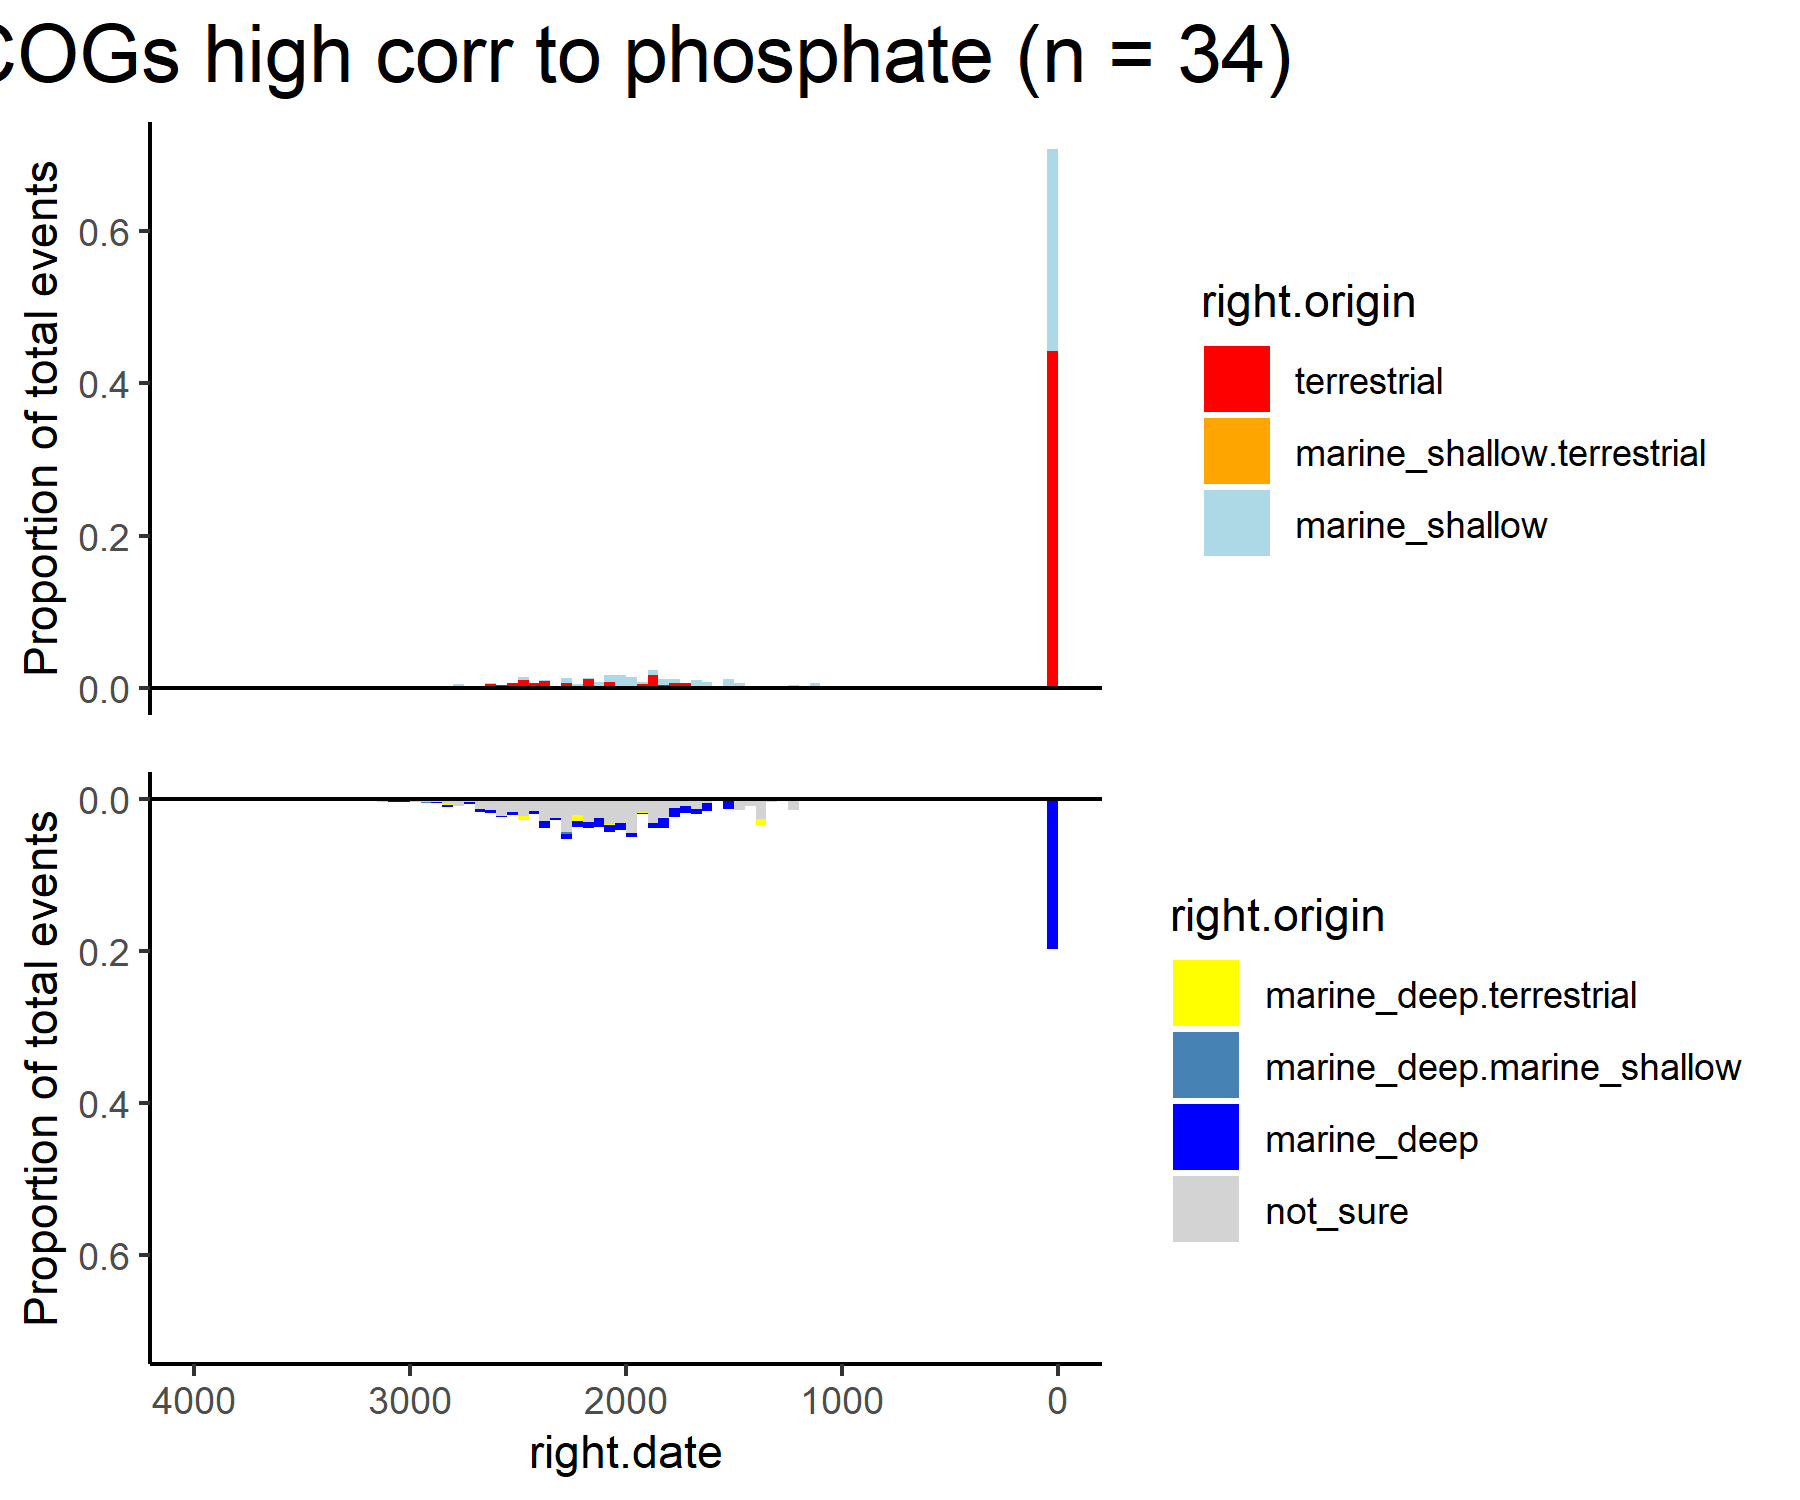 COGs high corr to phosphate (n = 34)
Proportion of total events
0.6
0.4
0.2
0.0
right.origin
terrestrial
marine_shallow.terrestrial
marine_shallow
Proportion of total events
0.0
0.2
0.4
0.6
right.origin
marine_deep.terrestrial
marine_deep.marine_shallow
marine_deep
not_sure
4000 3000 2000 1000 0
right.date